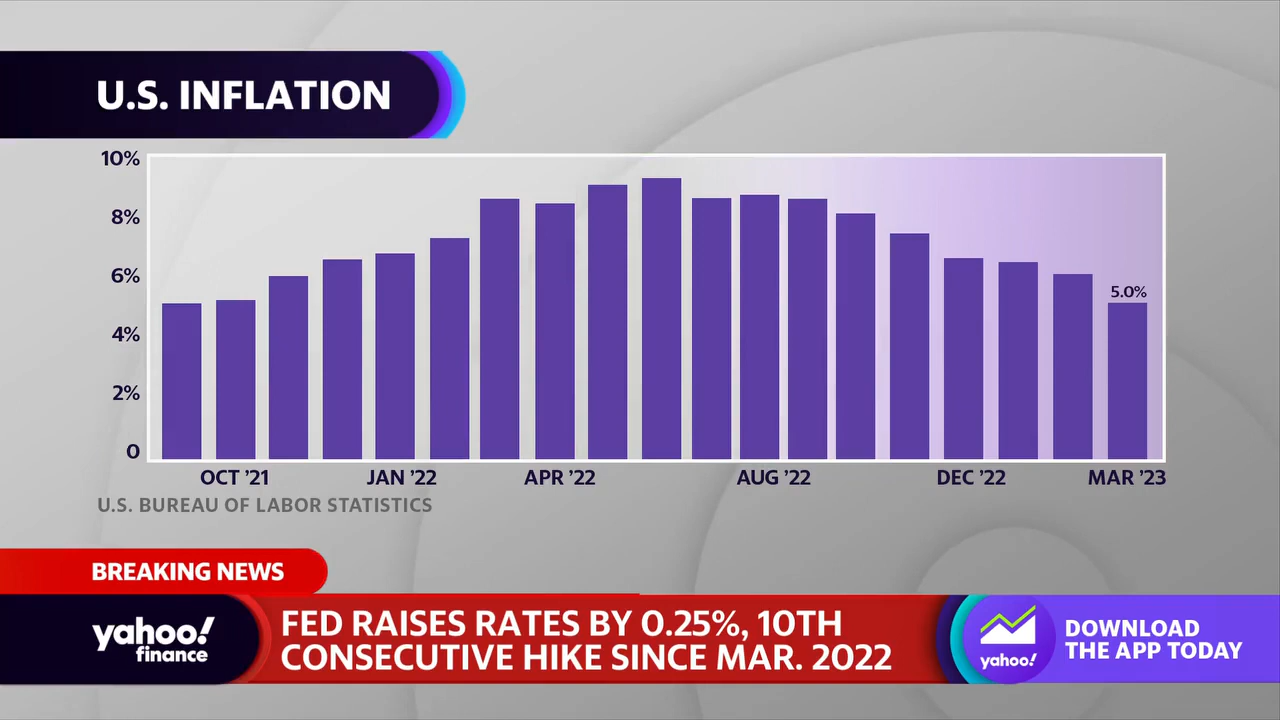 U.S. INFLATION
10%
8%
6%
4%
2%
0
5.0%
OCT ’21
JAN ’22
APR ’22
AUG ’22
DEC ’22
MAR ’23
U.S. BUREAU OF LABOR STATISTICS
BREAKING NEWS
yahoo!
finance
FED RAISES RATES BY 0.25%, 10TH
CONSECUTIVE HIKE SINCE MAR. 2022
yahoo!
DOWNLOAD
THE APP TODAY